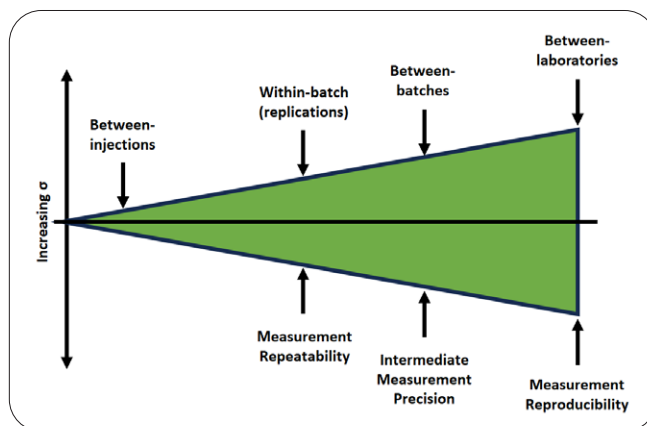 Between-
laboratories
Between-
batches
Within-batch
(replications)
Between-
injections
Increasing σ
Measurement
Repeatability
Intermediate
Measurement
Precision
Measurement
Reproducibility